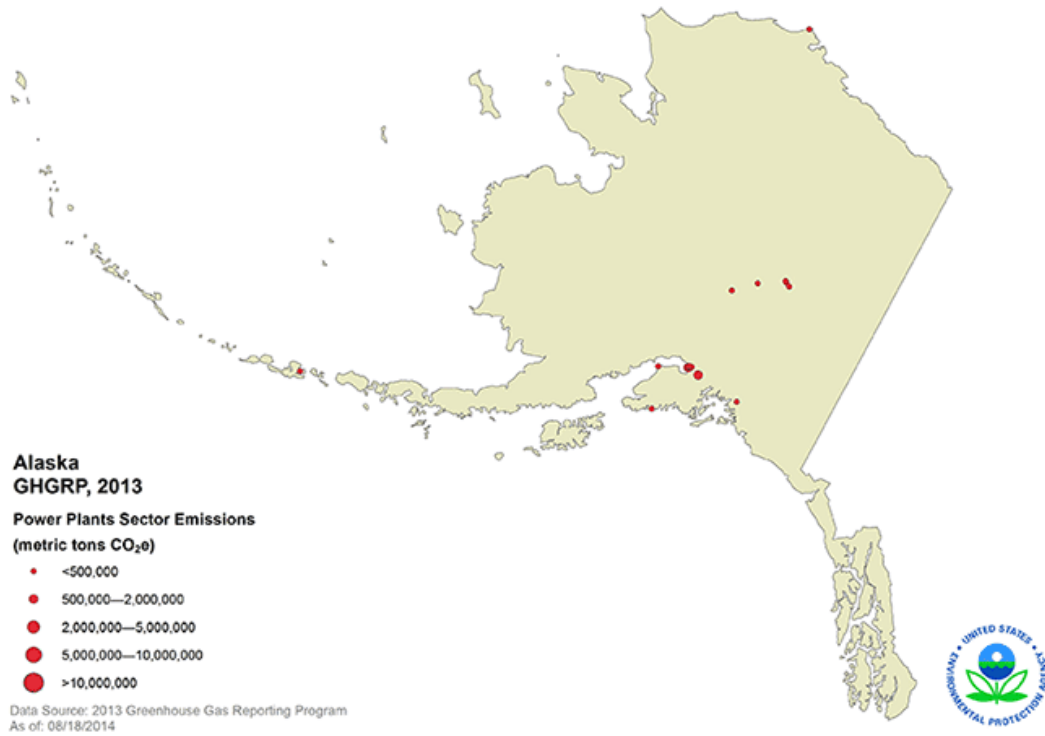 Alaska
GHGRP, 2013
Power Plants Sector Emissions
(metric tons CO₂e)
<500,000
500,000—2,000,000
2,000,000—5,000,000
5,000,000—10,000,000
>10,000,000
Data Source: 2013 Greenhouse Gas Reporting Program
As of: 08/18/2014
UNITED STATES
ENVIRONMENTAL PROTECTION AGENCY